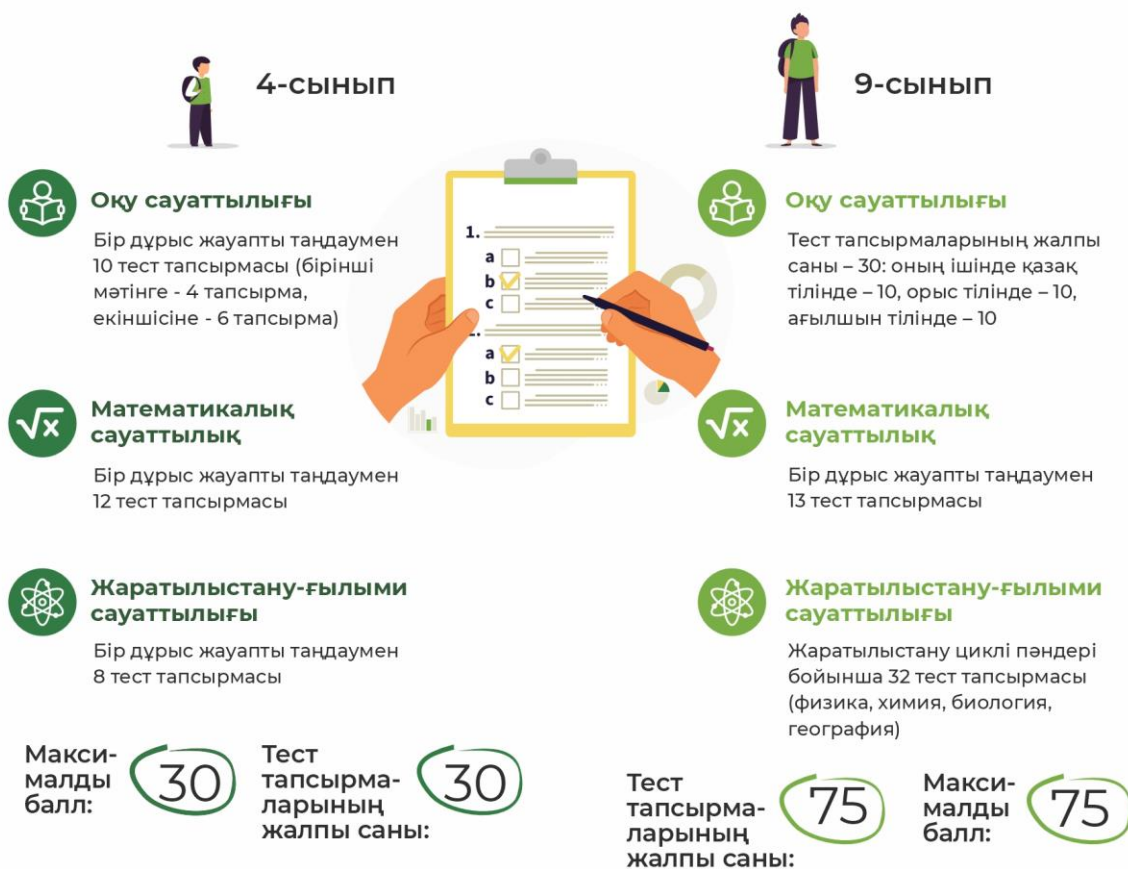 4-сынып
Оқу сауаттылығы
Бір дұрыс жауапты таңдаумен
10 тест тапсырмасы (бірінші
мәтінге - 4 тапсырма,
екіншісіне - 6 тапсырма)
Математикалық
сауаттылық
Бір дұрыс жауапты таңдаумен
12 тест тапсырмасы
Жаратылыстану-ғылыми
сауаттылығы
Бір дұрыс жауапты таңдаумен
8 тест тапсырмасы
Макси-
малды
балл:
30
Тест
тапсырма-
ларының
жалпы саны:
30
1.
a
b
c
a
b
c
√x
9-сынып
Оқу сауаттылығы
Тест тапсырмаларының жалпы
саны – 30: оның ішінде қазақ
тілінде – 10, орыс тілінде – 10,
ағылшын тілінде – 10
√x
Математикалық
сауаттылық
Бір дұрыс жауапты таңдаумен
13 тест тапсырмасы
Жаратылыстану-ғылыми
сауаттылығы
Жаратылыстану циклі пәндері
бойынша 32 тест тапсырмасы
(физика, химия, биология,
география)
Тест
тапсырма-
ларының
жалпы саны:
75
Макси-
малды
балл:
75